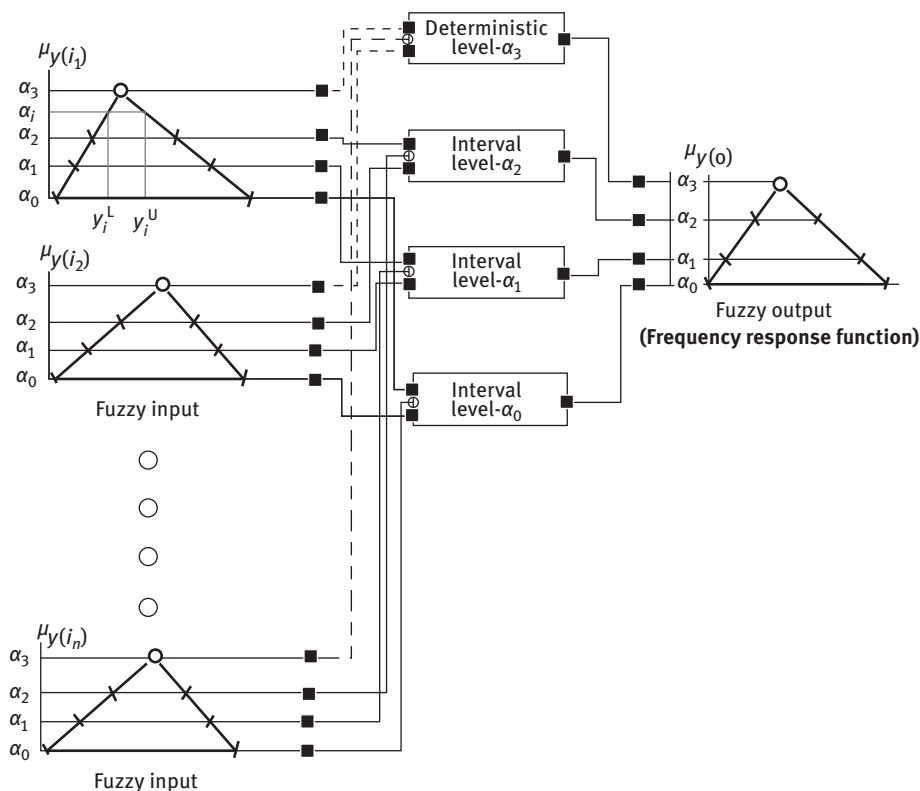 μy(i₁)
α₃
αᵢ
α₂
α₁
α₀
yᵢᴸ yᵢᵁ
μy(i₂)
α₃
α₂
α₁
α₀
Fuzzy input
μy(iₙ)
α₃
α₂
α₁
α₀
Fuzzy input
Deterministic
level-α₃
Interval
level-α₂
Interval
level-α₁
Interval
level-α₀
μy(o)
α₃
α₂
α₁
α₀
Fuzzy output
(Frequency response function)